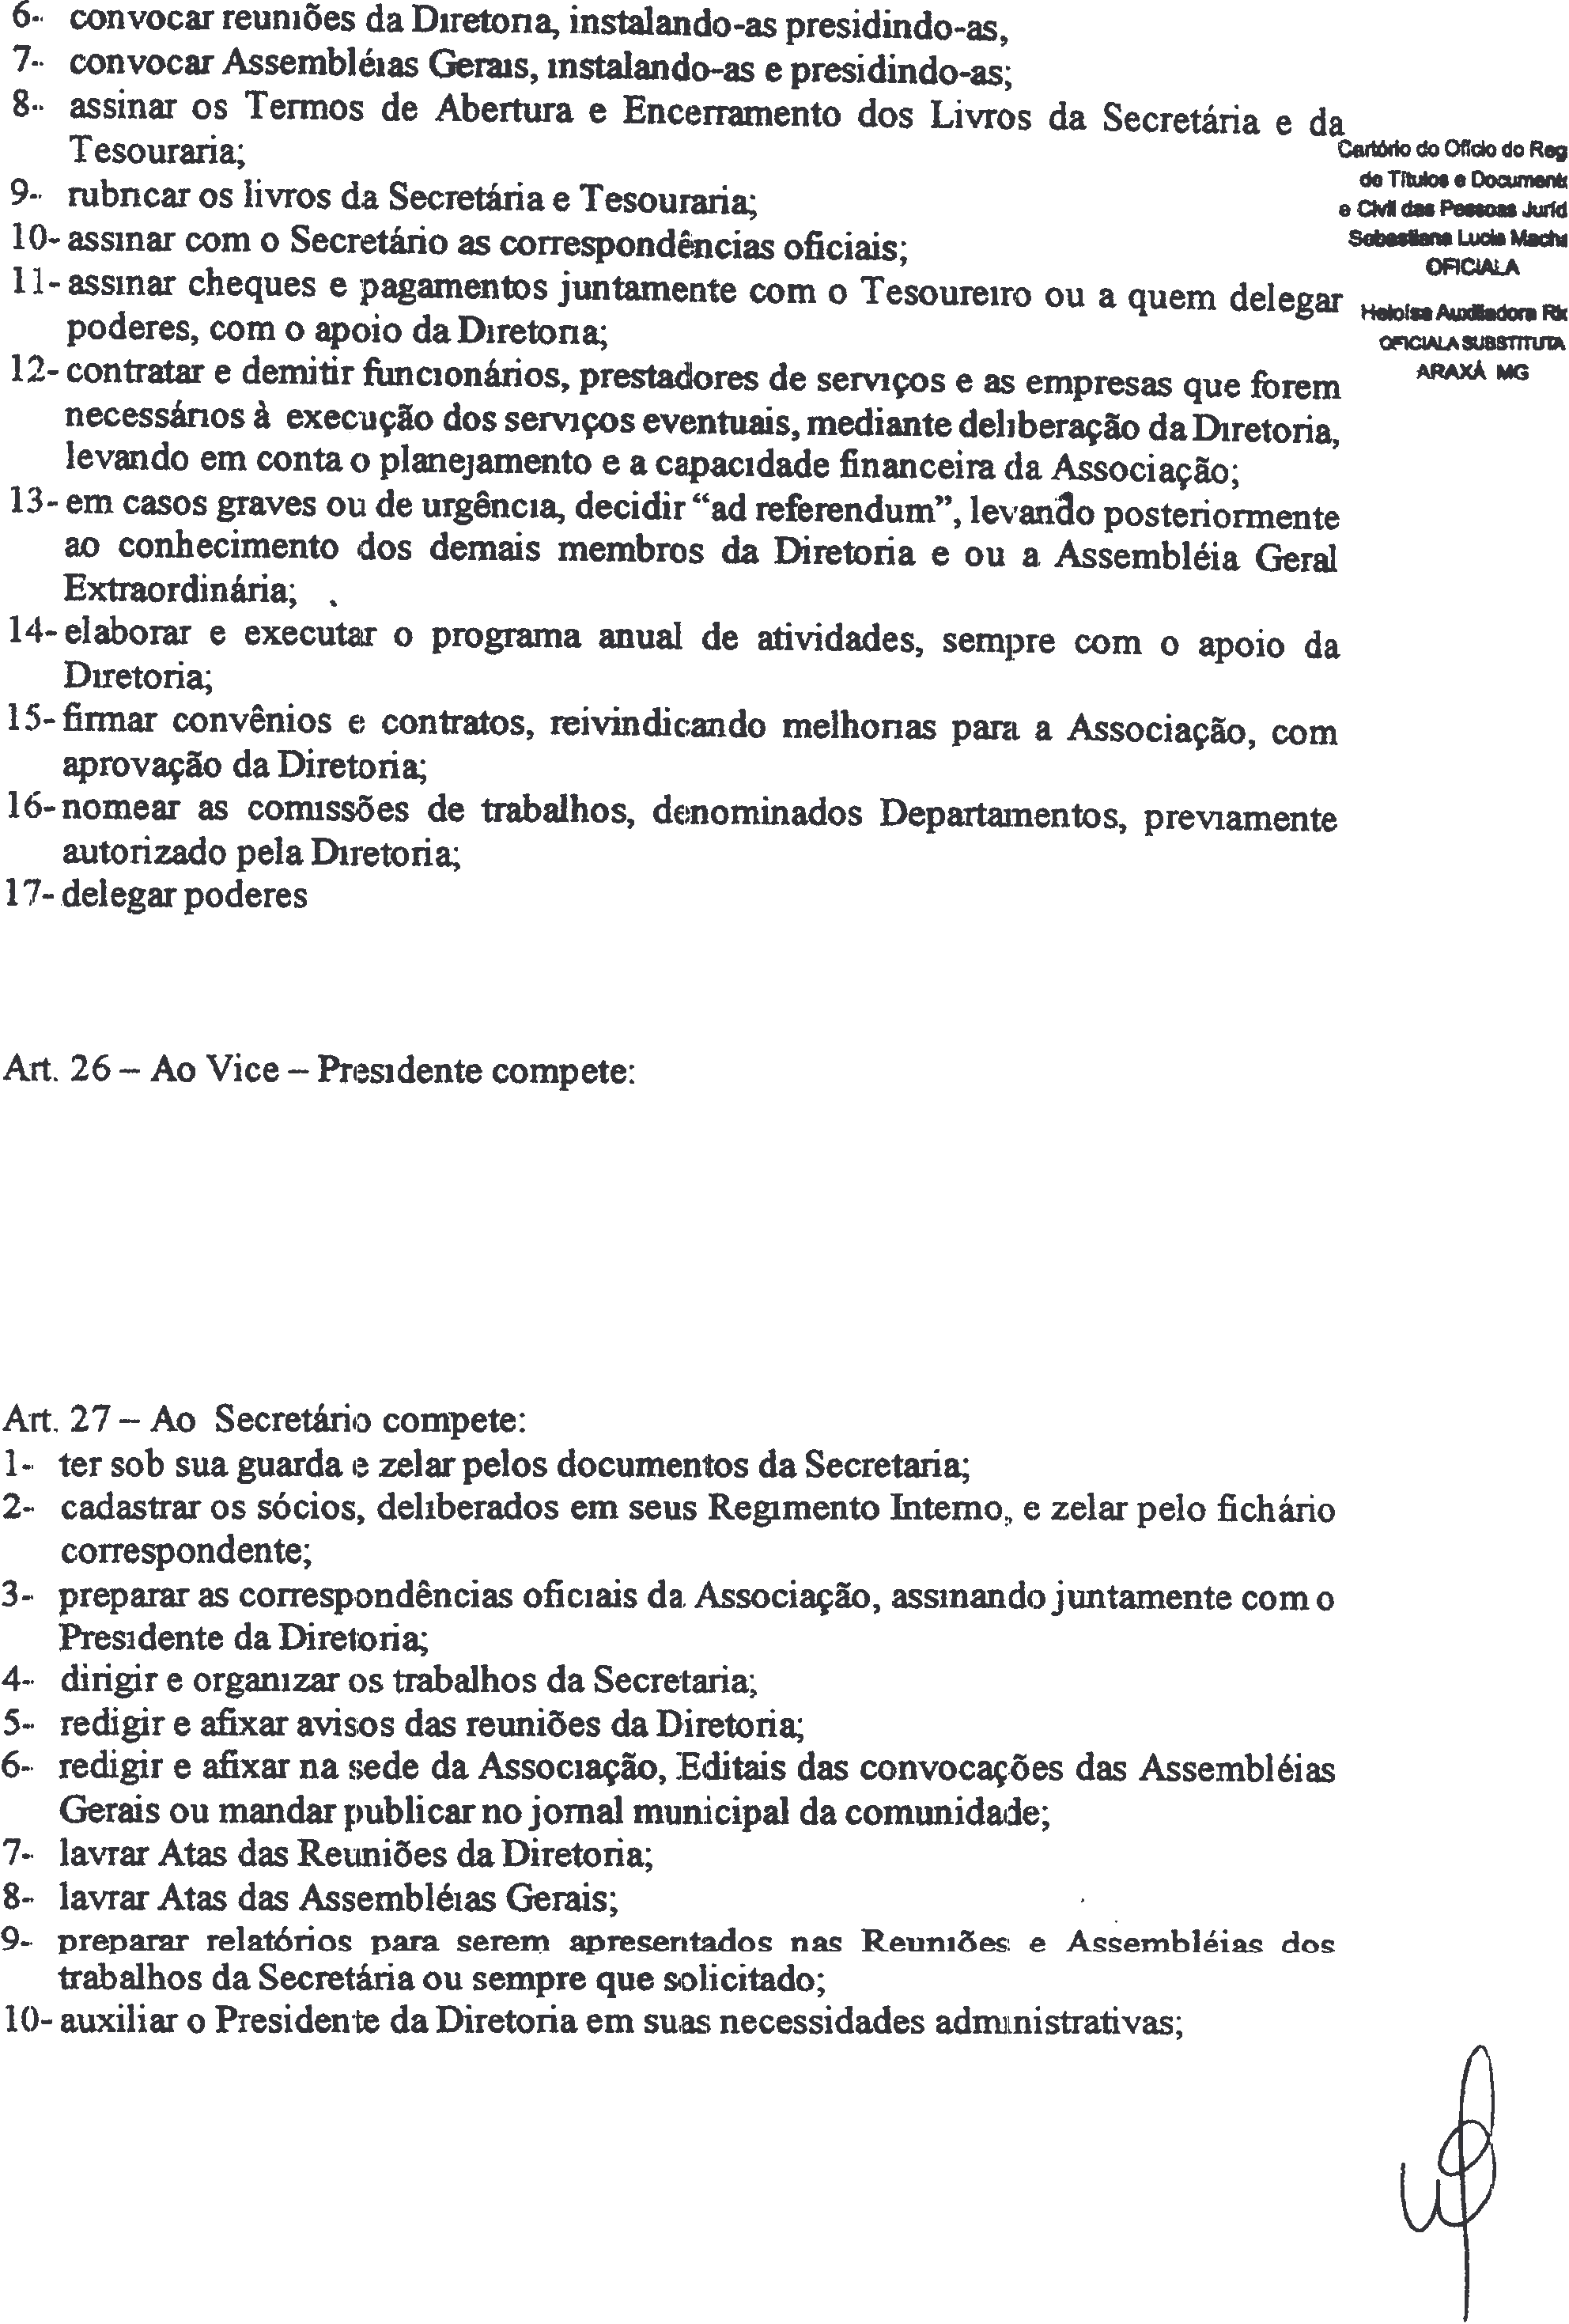 6- convocar reuniões da Diretoria, instalando-as presidindo-as,
7- convocar Assembléias Gerais, instalando-as e presidindo-as;
8- assinar os Termos de Abertura e Encerramento dos Livros da Secretária e da
Tesouraria;
9- rubricar os livros da Secretária e Tesouraria;
10- assinar com o Secretário as correspondências oficiais;
11- assinar cheques e pagamentos juntamente com o Tesoureiro ou a quem delegar
poderes, com o apoio da Diretoria;
12- contratar e demitir funcionários, prestadores de serviços e as empresas que forem
necessários à execução dos serviços eventuais, mediante deliberação da Diretoria,
levando em conta o planejamento e a capacidade financeira da Associação;
13- em casos graves ou de urgência, decidir “ad referendum”, levando posteriormente
ao conhecimento dos demais membros da Diretoria e ou a Assembléia Geral
Extraordinária;
14- elaborar e executar o programa anual de atividades, sempre com o apoio da
Diretoria;
15- firmar convênios e contratos, reivindicando melhorias para a Associação, com
aprovação da Diretoria;
16- nomear as comissões de trabalhos, denominados Departamentos, previamente
autorizado pela Diretoria;
17- delegar poderes
Cartório do Ofício do Reg
de Títulos e Document
e Civil das Pessoas Juríd
Sebastiana Lucia Macha
OFICIALA
Heloísa Auxiliadora
OFICIALA SUBSTITUTA
ARAXÁ MG
Art. 26 – Ao Vice – Presidente compete:
Art. 27 – Ao Secretário compete:
1- ter sob sua guarda e zelar pelos documentos da Secretaria;
2- cadastrar os sócios, deliberados em seus Regimento Interno, e zelar pelo fichário
correspondente;
3- preparar as correspondências oficiais da Associação, assinando juntamente com o
Presidente da Diretoria;
4- dirigir e organizar os trabalhos da Secretaria;
5- redigir e afixar avisos das reuniões da Diretoria;
6- redigir e afixar na sede da Associação, Editais das convocações das Assembléias
Gerais ou mandar publicar no jornal municipal da comunidade;
7- lavrar Atas das Reuniões da Diretoria;
8- lavrar Atas das Assembléias Gerais;
9- preparar relatórios para serem apresentados nas Reuniões e Assembléias dos
trabalhos da Secretária ou sempre que solicitado;
10- auxiliar o Presidente da Diretoria em suas necessidades administrativas;